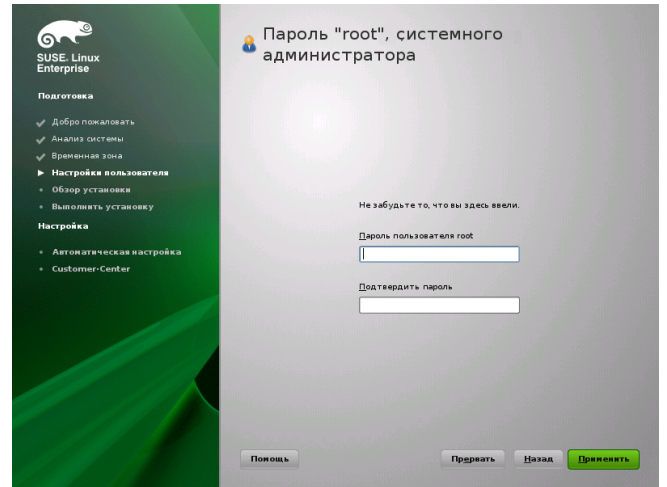 SUSE. Linux
Enterprise
Подготовка
Добро пожаловать
Анализ системы
Временная зона
Настройки пользователя
Обзор установки
Выполнить установку
Настройка
Автоматическая настройка
Customer-Center
Пароль "root", системного
администратора
Не забудьте то, что вы здесь ввели.
Пароль пользователя root
Подтвердить пароль
Помощь
Прервать
Назад
Применить